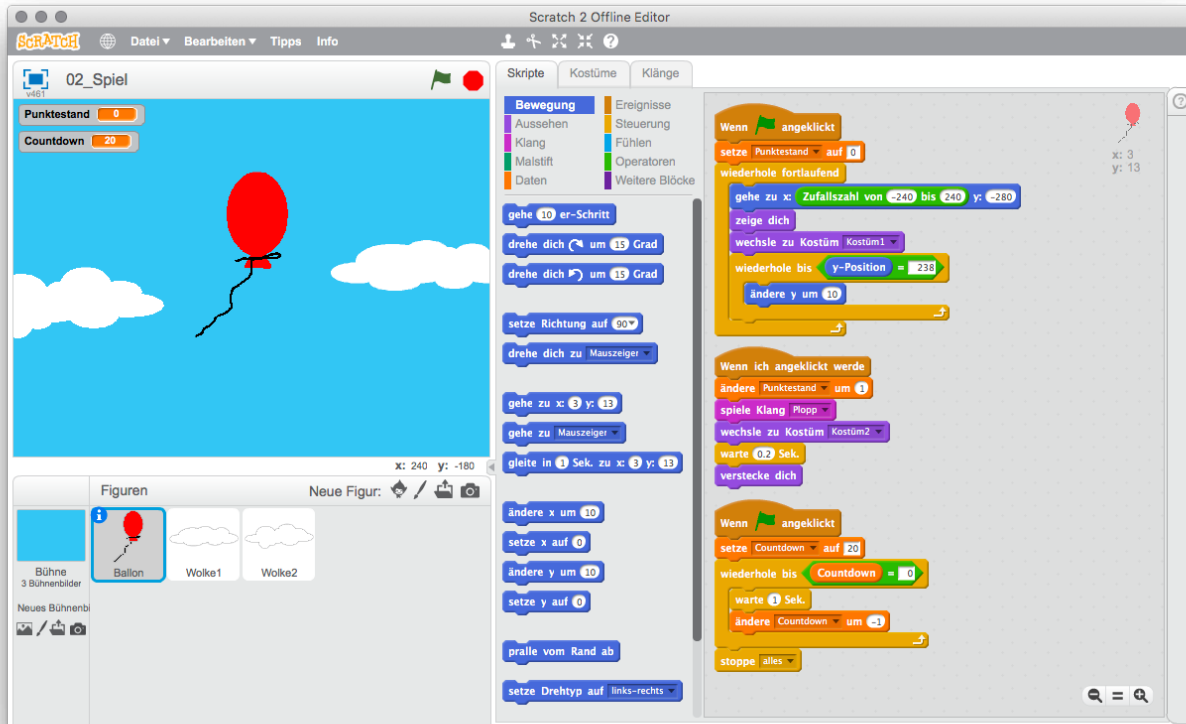 Scratch 2 Offline Editor
SCRATCH Datei Bearbeiten Tipps Info
v461
02_Spiel
Punktestand 0
Countdown 20
x: 240 y: -180
Figuren Neue Figur:
Bühne
3 Bühnenbilder
Neues Bühnenbi
Ballon Wolke1 Wolke2
Skripte Kostüme Klänge
Bewegung Ereignisse
Aussehen Steuerung
Klang Fühlen
Malstift Operatoren
Daten Weitere Blöcke
gehe 10 er-Schritt
drehe dich um 15 Grad
drehe dich um 15 Grad
setze Richtung auf 90
drehe dich zu Mauszeiger
gehe zu x: 3 y: 13
gehe zu Mauszeiger
gleite in 1 Sek. zu x: 3 y: 13
ändere x um 10
setze x auf 0
ändere y um 10
setze y auf 0
pralle vom Rand ab
setze Drehtyp auf links-rechts
Wenn angeklickt
setze Punktestand auf 0
wiederhole fortlaufend
gehe zu x: Zufallszahl von -240 bis 240 y: -280
zeige dich
wechsle zu Kostüm Kostüm1
wiederhole bis y-Position = 238
ändere y um 10
Wenn ich angeklickt werde
ändere Punktestand um 1
spiele Klang Plopp
wechsle zu Kostüm Kostüm2
warte 0.2 Sek.
verstecke dich
Wenn angeklickt
setze Countdown auf 20
wiederhole bis Countdown = 0
warte 1 Sek.
ändere Countdown um -1
stoppe alles
x: 3
y: 13